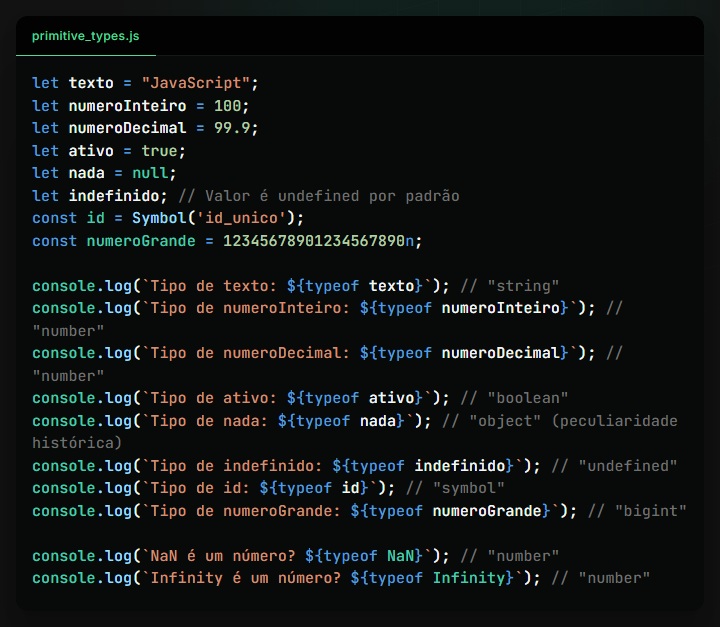 primitive_types.js
let texto = "JavaScript";
let numeroInteiro = 100;
let numeroDecimal = 99.9;
let ativo = true;
let nada = null;
let indefinido; // Valor é undefined por padrão
const id = Symbol('id_unico');
const numeroGrande = 12345678901234567890n;
console.log(`Tipo de texto: ${typeof texto}`); // "string"
console.log(`Tipo de numeroInteiro: ${typeof numeroInteiro}`); //
"number"
console.log(`Tipo de numeroDecimal: ${typeof numeroDecimal}`); //
"number"
console.log(`Tipo de ativo: ${typeof ativo}`); // "boolean"
console.log(`Tipo de nada: ${typeof nada}`); // "object" (peculiaridade
histórica)
console.log(`Tipo de indefinido: ${typeof indefinido}`); // "undefined"
console.log(`Tipo de id: ${typeof id}`); // "symbol"
console.log(`Tipo de numeroGrande: ${typeof numeroGrande}`); // "bigint"
console.log(`NaN é um número? ${typeof NaN}`); // "number"
console.log(`Infinity é um número? ${typeof Infinity}`); // "number"